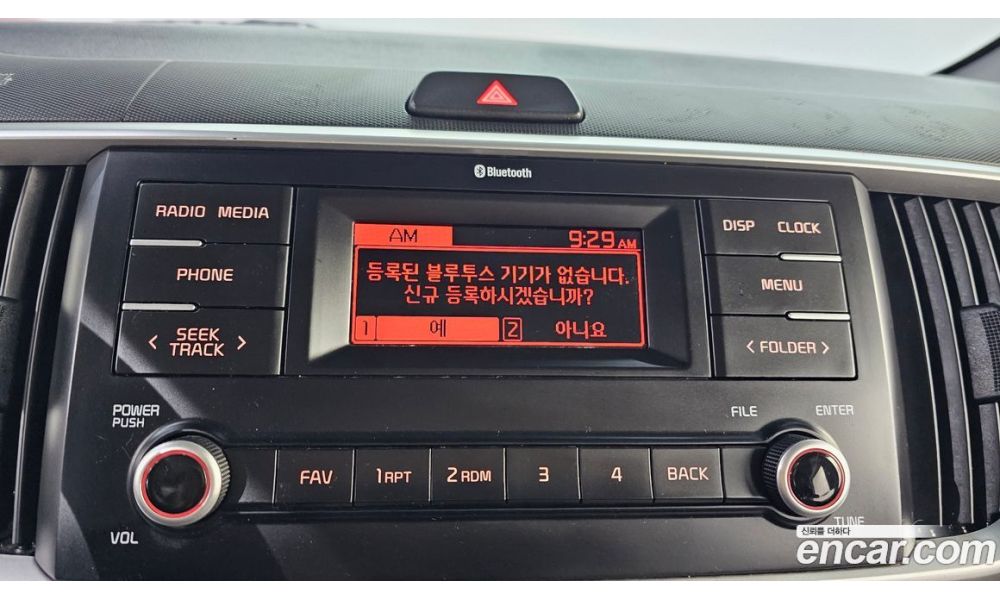 Bluetooth
RADIO MEDIA
PHONE
< SEEK TRACK >
AM 9:29 AM
등록된 블루투스 기기가 없습니다.
신규 등록하시겠습니까?
1 예 2 아니요
DISP CLOCK
MENU
< FOLDER >
POWER
PUSH
VOL
FAV 1 RPT 2 RDM 3 4 BACK
FILE
ENTER
TUNE
신뢰를 더하다
encar.com